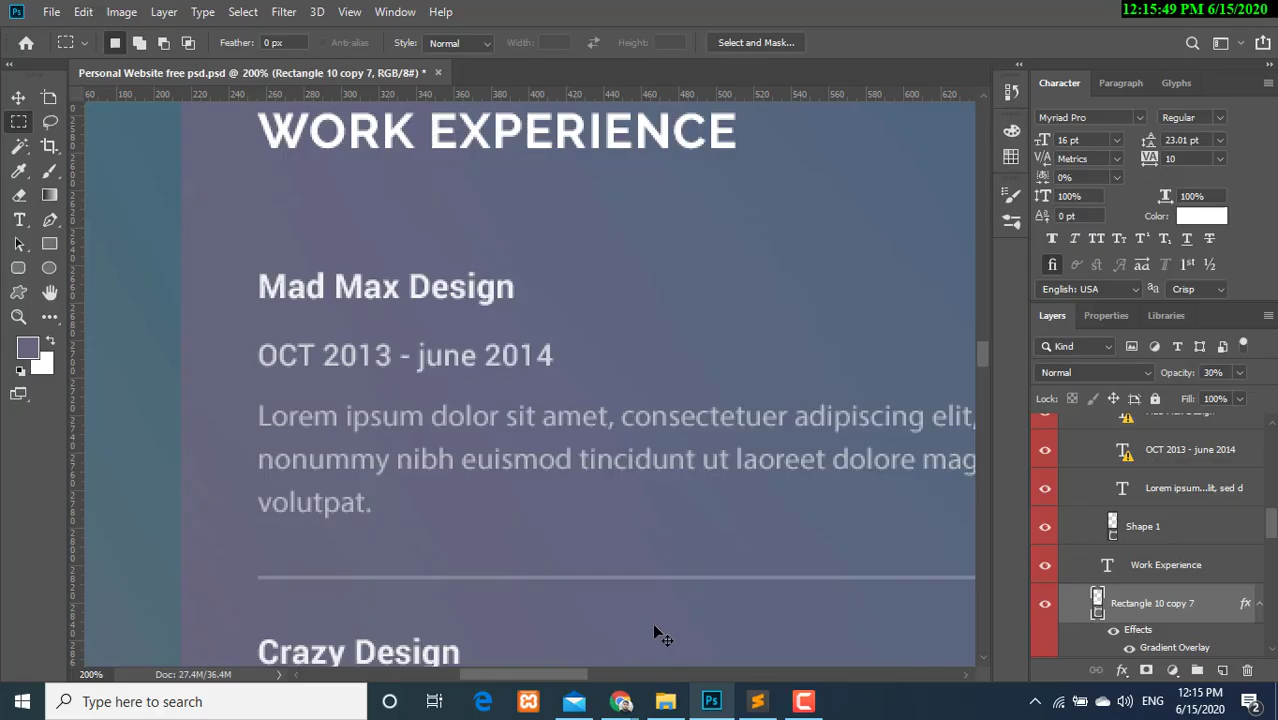 12:15:49 PM 6/15/2020
Ps File Edit Image Layer Type Select Filter 3D View Window Help
Feather: 0 px Anti-alias Style: Normal Width: Height: Select and Mask...
Personal Website free psd.psd @ 200% (Rectangle 10 copy 7, RGB/8#) * ×
60 180 200 220 240 260 280 300 320 340 360 380 400 420 440 460 480 500 520 540 560 580 600 620
WORK EXPERIENCE
Mad Max Design
OCT 2013 - june 2014
Lorem ipsum dolor sit amet, consectetuer adipiscing elit,
nonummy nibh euismod tincidunt ut laoreet dolore mag
volutpat.
Crazy Design
200% Doc: 27.4M/36.4M
Character Paragraph Glyphs
Myriad Pro Regular
16 pt 23.01 pt
Metrics 10
0%
100% 100%
0 pt Color:
English: USA Crisp
Layers Properties Libraries
Kind
Normal Opacity: 30%
Lock: Fill: 100%
OCT 2013 - june 2014
Lorem ipsum...lit, sed d
Shape 1
Work Experience
Rectangle 10 copy 7 fx
Effects
Gradient Overlay
Type here to search
ENG
12:15 PM
6/15/2020
2